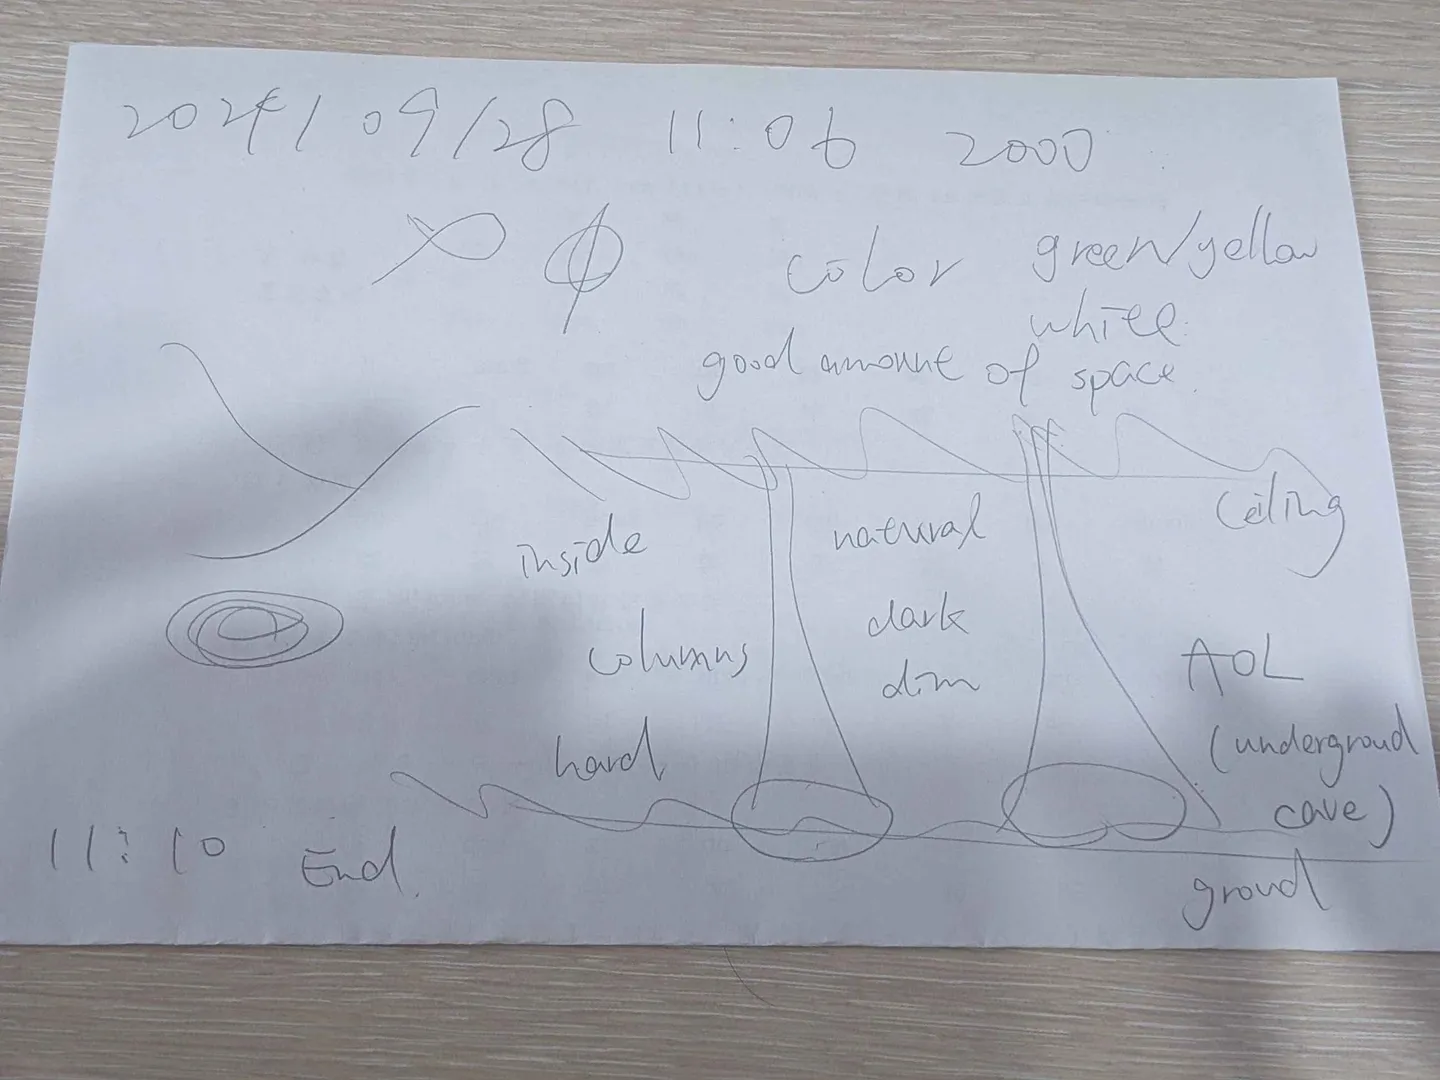 2024/09/28 11:06 2000
color green/yellow
white
good amount of space.
ceiling
inside natural
columns dark
dim
AOL
hard (undergroud
cave)
11:10 End.
groud